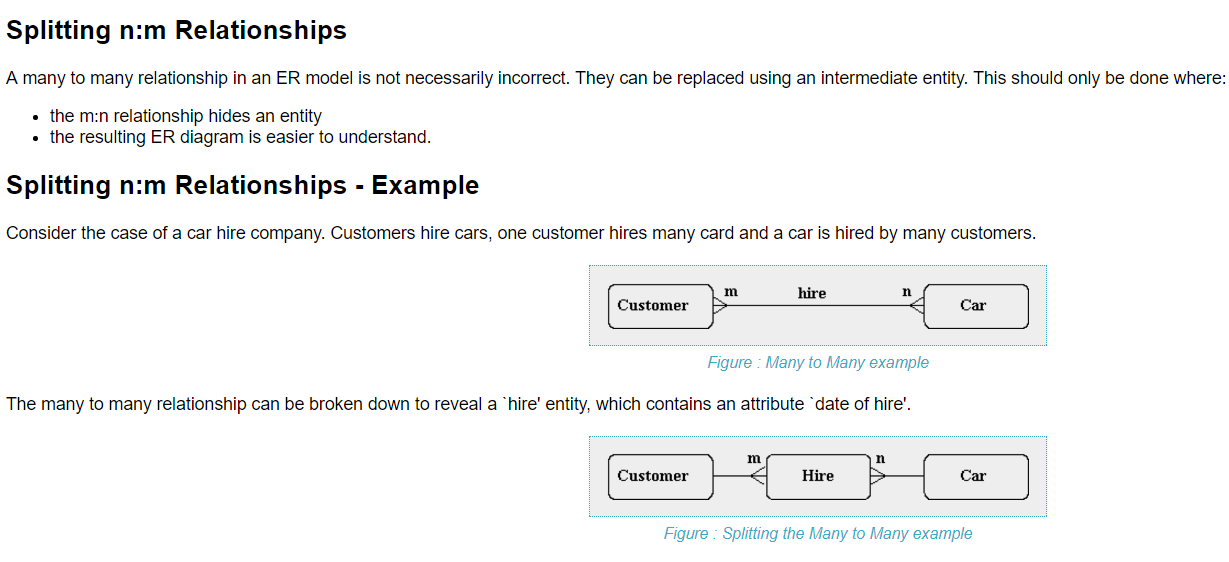 Splitting n:m Relationships
A many to many relationship in an ER model is not necessarily incorrect. They can be replaced using an intermediate entity. This should only be done where:
• the m:n relationship hides an entity
• the resulting ER diagram is easier to understand.
Splitting n:m Relationships - Example
Consider the case of a car hire company. Customers hire cars, one customer hires many card and a car is hired by many customers.
Customer m hire n Car
Figure : Many to Many example
The many to many relationship can be broken down to reveal a `hire' entity, which contains an attribute `date of hire'.
Customer m Hire n Car
Figure : Splitting the Many to Many example